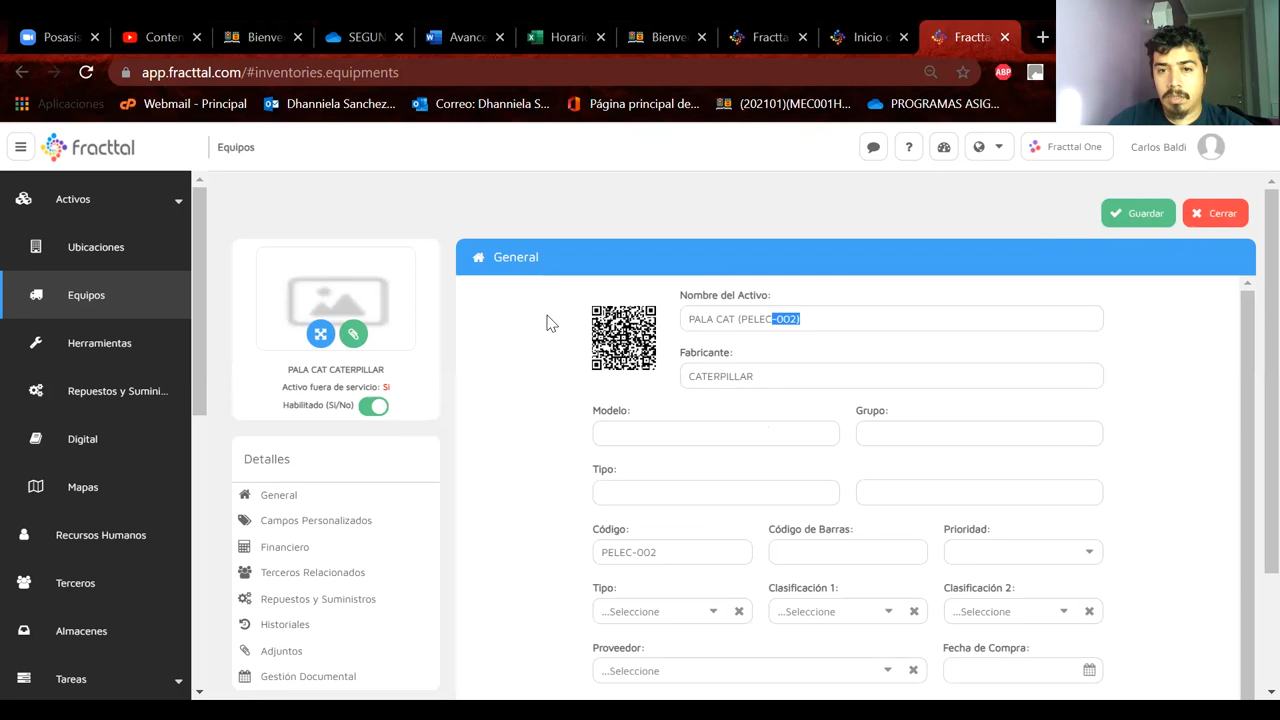 Posasis
Conten
Bienve
SEGUN
Avance
Horario
Bienve
Fractta
Inicio c
Fractta
app.fracttal.com/#inventories.equipments
ABP
Aplicaciones
Webmail - Principal
Dhanniela Sanchez...
Correo: Dhanniela S...
Página principal de...
(202101)(MEC001H...
PROGRAMAS ASIG...
fracttal
Equipos
?
Fracttal One
Carlos Baldi
Activos
Ubicaciones
Equipos
Herramientas
Repuestos y Sumini...
Digital
Mapas
Recursos Humanos
Terceros
Almacenes
Tareas
Guardar
Cerrar
PALA CAT CATERPILLAR
Activo fuera de servicio: Si
Habilitado (Si/No)
Detalles
General
Campos Personalizados
Financiero
Terceros Relacionados
Repuestos y Suministros
Historiales
Adjuntos
Gestión Documental
General
Nombre del Activo:
PALA CAT (PELEC-002)
Fabricante:
CATERPILLAR
Modelo:
Grupo:
Tipo:
Código:
Código de Barras:
Prioridad:
PELEC-002
Tipo:
Clasificación 1:
Clasificación 2:
...Seleccione
...Seleccione
...Seleccione
Proveedor:
Fecha de Compra:
...Seleccione